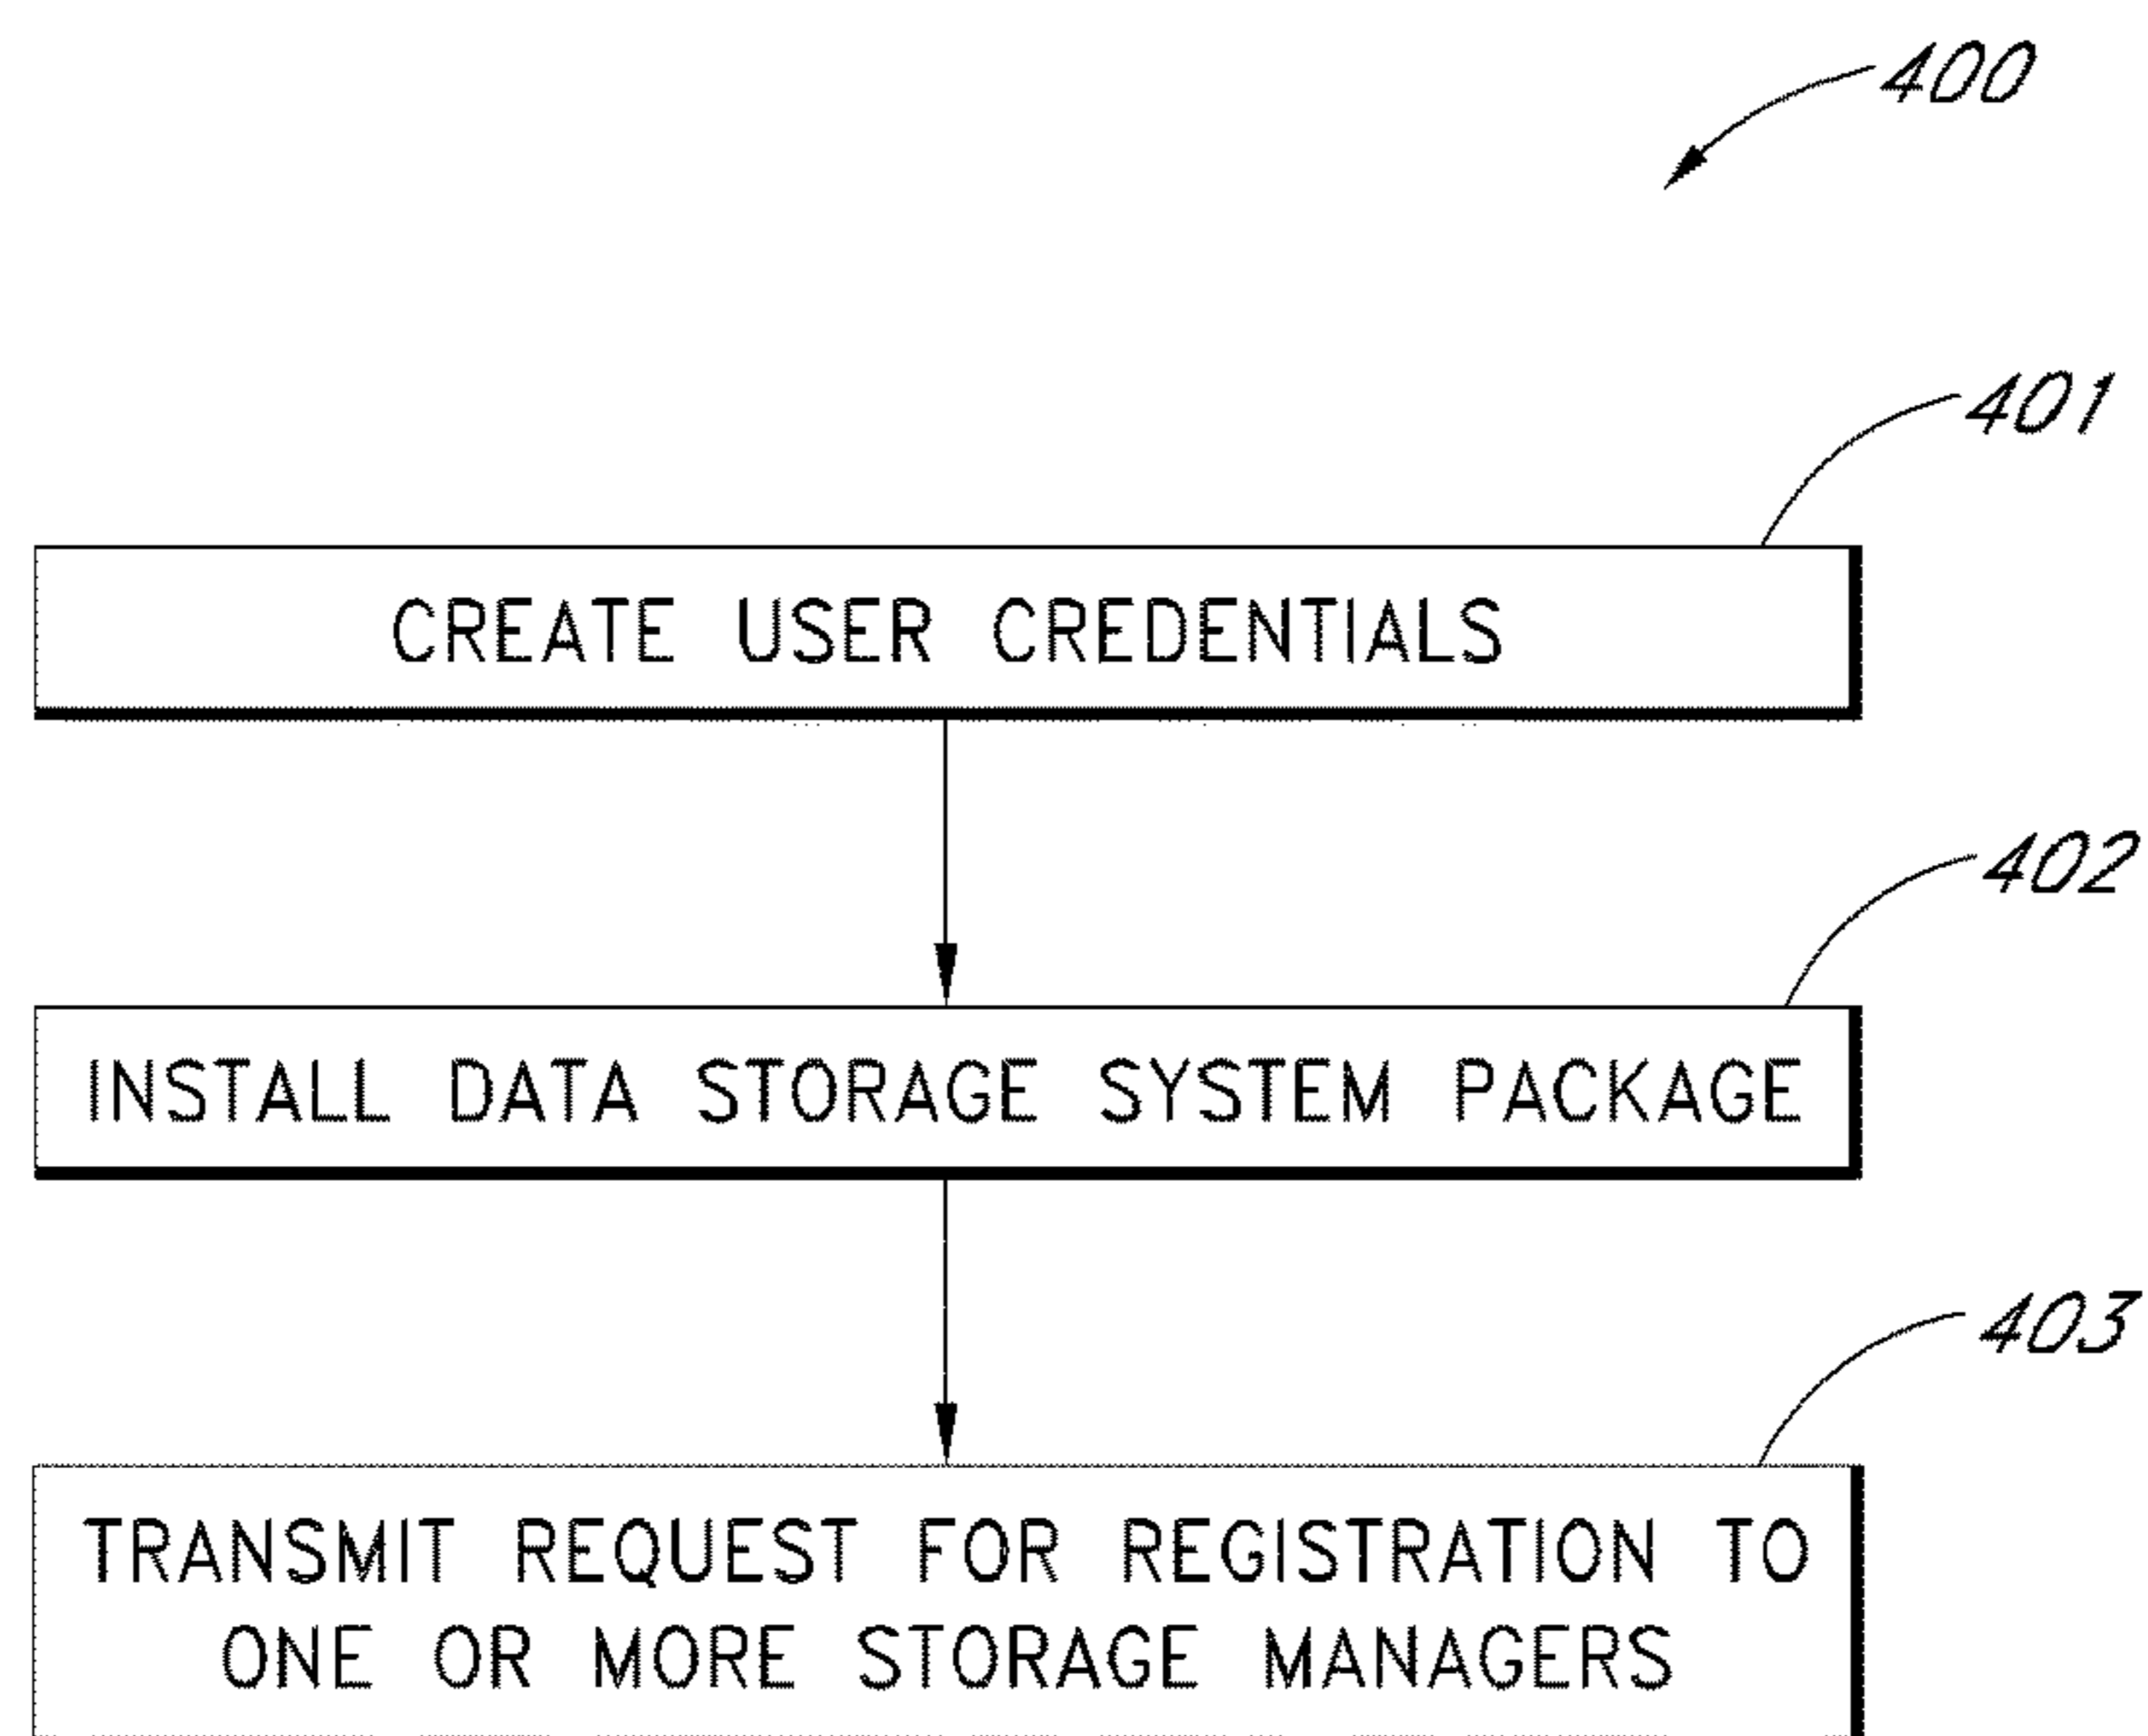 400
401
CREATE USER CREDENTIALS
402
INSTALL DATA STORAGE SYSTEM PACKAGE
403
TRANSMIT REQUEST FOR REGISTRATION TO
ONE OR MORE STORAGE MANAGERS